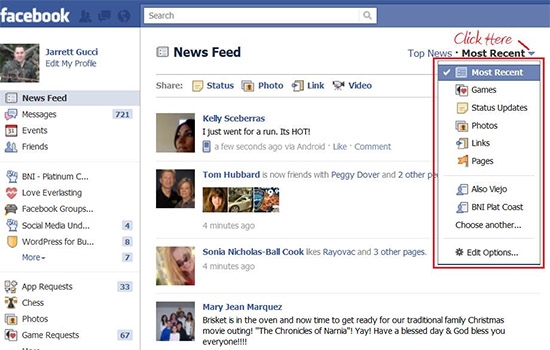 facebook
Search
Jarrett Gucci
Edit My Profile
News Feed
Messages 721
Events
Friends
BNI - Platinum C...
Love Everlasting
Facebook Groups...
Social Media Und... 4
WordPress for Bu...
More
App Requests 33
Chess
Photos
Game Requests 67
News Feed
Click Here
Top News · Most Recent
Share: Status Photo Link Video
Kelly Sceberras
I just went for a run. Its HOT!
a few seconds ago via Android · Like · Comment
Tom Hubbard is now friends with Peggy Dover and 2 other pe
4 minutes ago
Sonia Nicholas-Ball Cook likes Rayovac and 3 other pages.
4 minutes ago
Mary Jean Marquez
Brisket is in the oven and now time to get ready for our traditional family Christmas
movie outing! "The Chronicles of Narnia"! Yay! Have a blessed day & God bless you
everyone!!!!
Most Recent
Games
Status Updates
Photos
Links
Pages
Aliso Viejo
BNI Plat Coast
Choose another...
Edit Options...